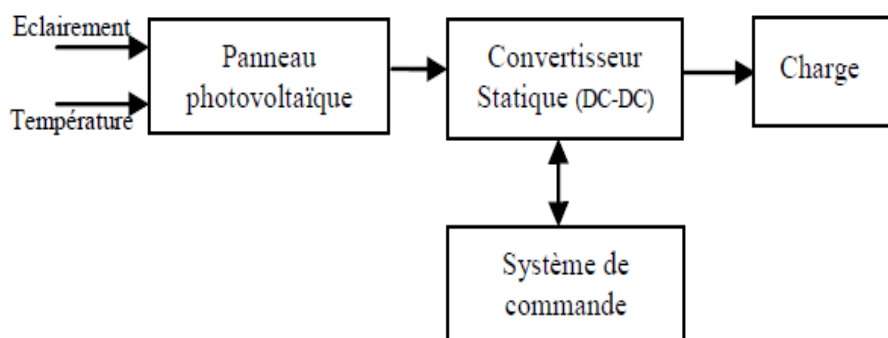 Eclairement
Température
Panneau
photovoltaïque
Convertisseur
Statique (DC-DC)
Charge
Système de
commande